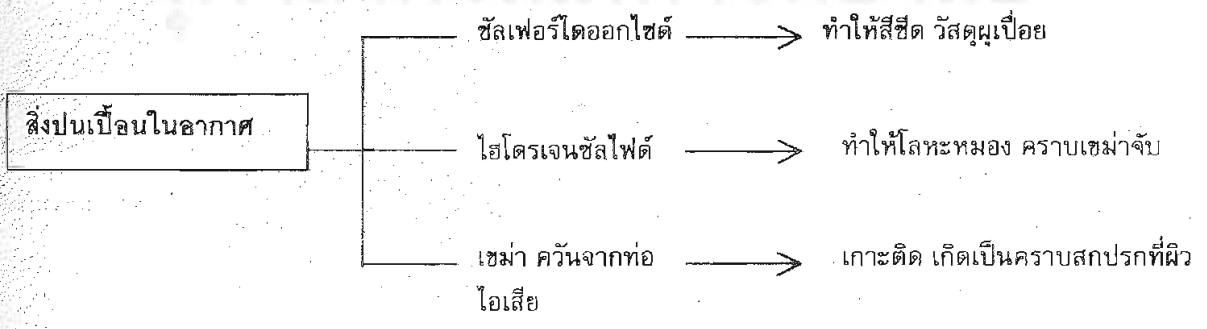 ซัลเฟอร์ไดออกไซด์ ทำให้สีซีด วัสดุผุเปื่อย
สิ่งปนเปื้อนในอากาศ
ไฮโดรเจนซัลไฟด์ ทำให้โลหะหมอง คราบเขม่าจับ
เขม่า ควันจากท่อ เกาะติด เกิดเป็นคราบสกปรกที่ผิว
ไอเสีย